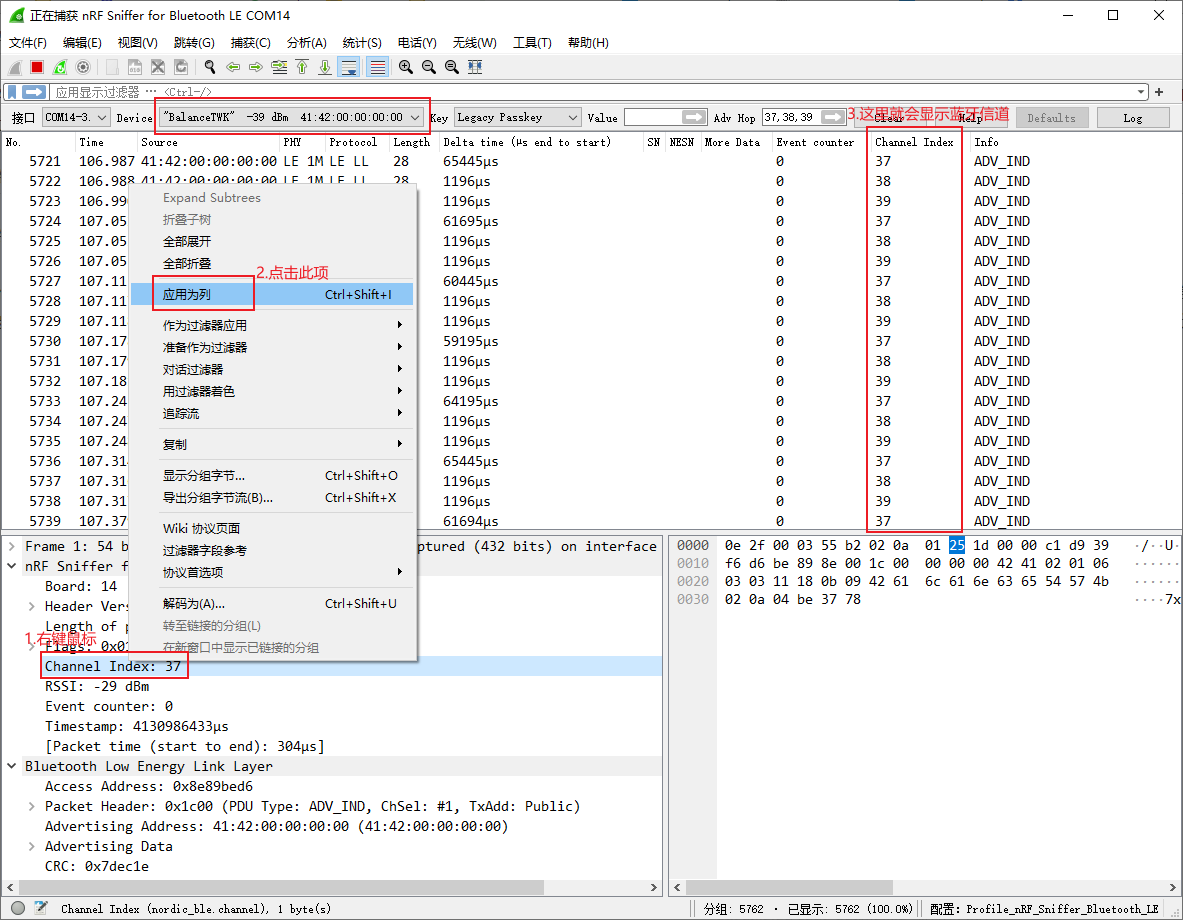 正在捕获 nRF Sniffer for Bluetooth LE COM14
文件(F) 编辑(E) 视图(V) 跳转(G) 捕获(C) 分析(A) 统计(S) 电话(Y) 无线(W) 工具(T) 帮助(H)
应用显示过滤器 … <Ctrl-/>
接口 COM14-3. Device "BalanceTWK" -39 dBm 41:42:00:00:00:00 Key Legacy Passkey Value Adv Hop 37,38,39 Clear Help Defaults Log
3.这里就会显示蓝牙信道
No. Time Source PHY Protocol Length Delta time (µs end to start) SN NESN More Data Event counter Channel Index Info
5721 106.987 41:42:00:00:00:00 LE 1M LE LL 28 65445µs 0 37 ADV_IND
5722 106.988 41:42:00:00:00:00 LE 1M LE LL 28 1196µs 0 38 ADV_IND
5723 106.99 1196µs 0 39 ADV_IND
5724 107.05 61695µs 0 37 ADV_IND
5725 107.05 1196µs 0 38 ADV_IND
5726 107.05 1196µs 0 39 ADV_IND
5727 107.11 60445µs 0 37 ADV_IND
5728 107.11 1196µs 0 38 ADV_IND
5729 107.11 1196µs 0 39 ADV_IND
5730 107.17 59195µs 0 37 ADV_IND
5731 107.17 1196µs 0 38 ADV_IND
5732 107.18 1196µs 0 39 ADV_IND
5733 107.24 64195µs 0 37 ADV_IND
5734 107.24 1196µs 0 38 ADV_IND
5735 107.24 1196µs 0 39 ADV_IND
5736 107.31 65445µs 0 37 ADV_IND
5737 107.31 1196µs 0 38 ADV_IND
5738 107.31 1196µs 0 39 ADV_IND
5739 107.37 61694µs 0 37 ADV_IND
Expand Subtrees
折叠子树
全部展开
全部折叠
2.点击此项
应用为列 Ctrl+Shift+I
作为过滤器应用
准备作为过滤器
对话过滤器
用过滤器着色
追踪流
复制
显示分组字节... Ctrl+Shift+O
导出分组字节流(B)... Ctrl+Shift+X
Wiki 协议页面
过滤器字段参考
协议首选项
解码为(A)... Ctrl+Shift+U
转至链接的分组(L)
在新窗口中显示已链接的分组
Frame 1: 54 b ptured (432 bits) on interface
nRF Sniffer f
Board: 14
Header Vers
Length of p
1.右键鼠标
Flags: 0x01
Channel Index: 37
RSSI: -29 dBm
Event counter: 0
Timestamp: 4130986433µs
[Packet time (start to end): 304µs]
Bluetooth Low Energy Link Layer
Access Address: 0x8e89bed6
Packet Header: 0x1c00 (PDU Type: ADV_IND, ChSel: #1, TxAdd: Public)
Advertising Address: 41:42:00:00:00:00 (41:42:00:00:00:00)
Advertising Data
CRC: 0x7dec1e
0000 0e 2f 00 03 55 b2 02 0a 01 25 1d 00 00 c1 d9 39 ·/··U·
0010 f6 d6 be 89 8e 00 1c 00 00 00 00 42 41 02 01 06 ······
0020 03 03 11 18 0b 09 42 61 6c 61 6e 63 65 54 57 4b ······
0030 02 0a 04 be 37 78 ····7x
Channel Index (nordic_ble.channel), 1 byte(s) 分组: 5762 · 已显示: 5762 (100.0%) 配置: Profile_nRF_Sniffer_Bluetooth_LE